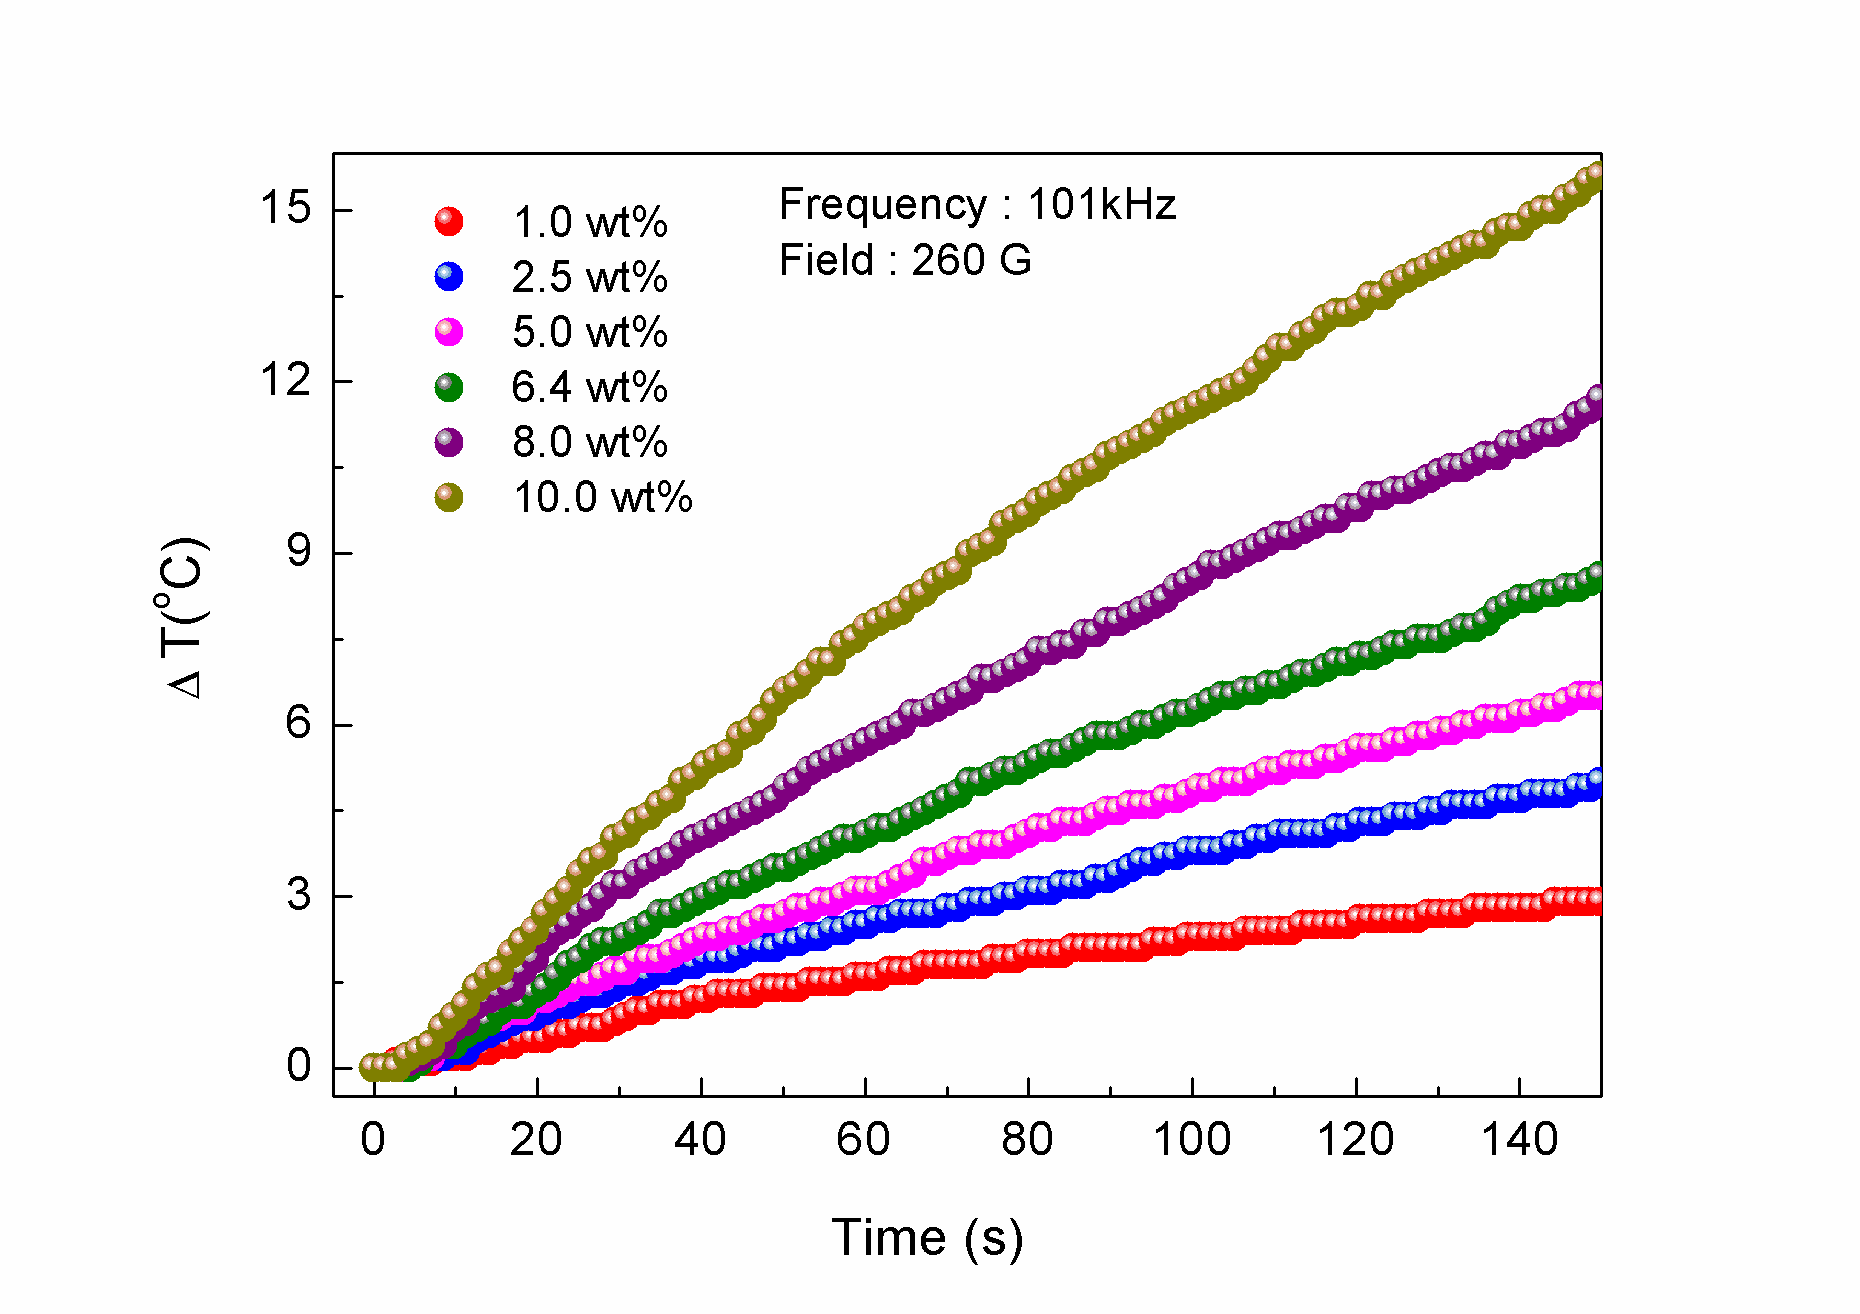 Frequency : 101kHz
Field : 260 G
1.0 wt%
2.5 wt%
5.0 wt%
6.4 wt%
8.0 wt%
10.0 wt%
15
12
9
6
3
0
Δ T(°C)
0 20 40 60 80 100 120 140
Time (s)